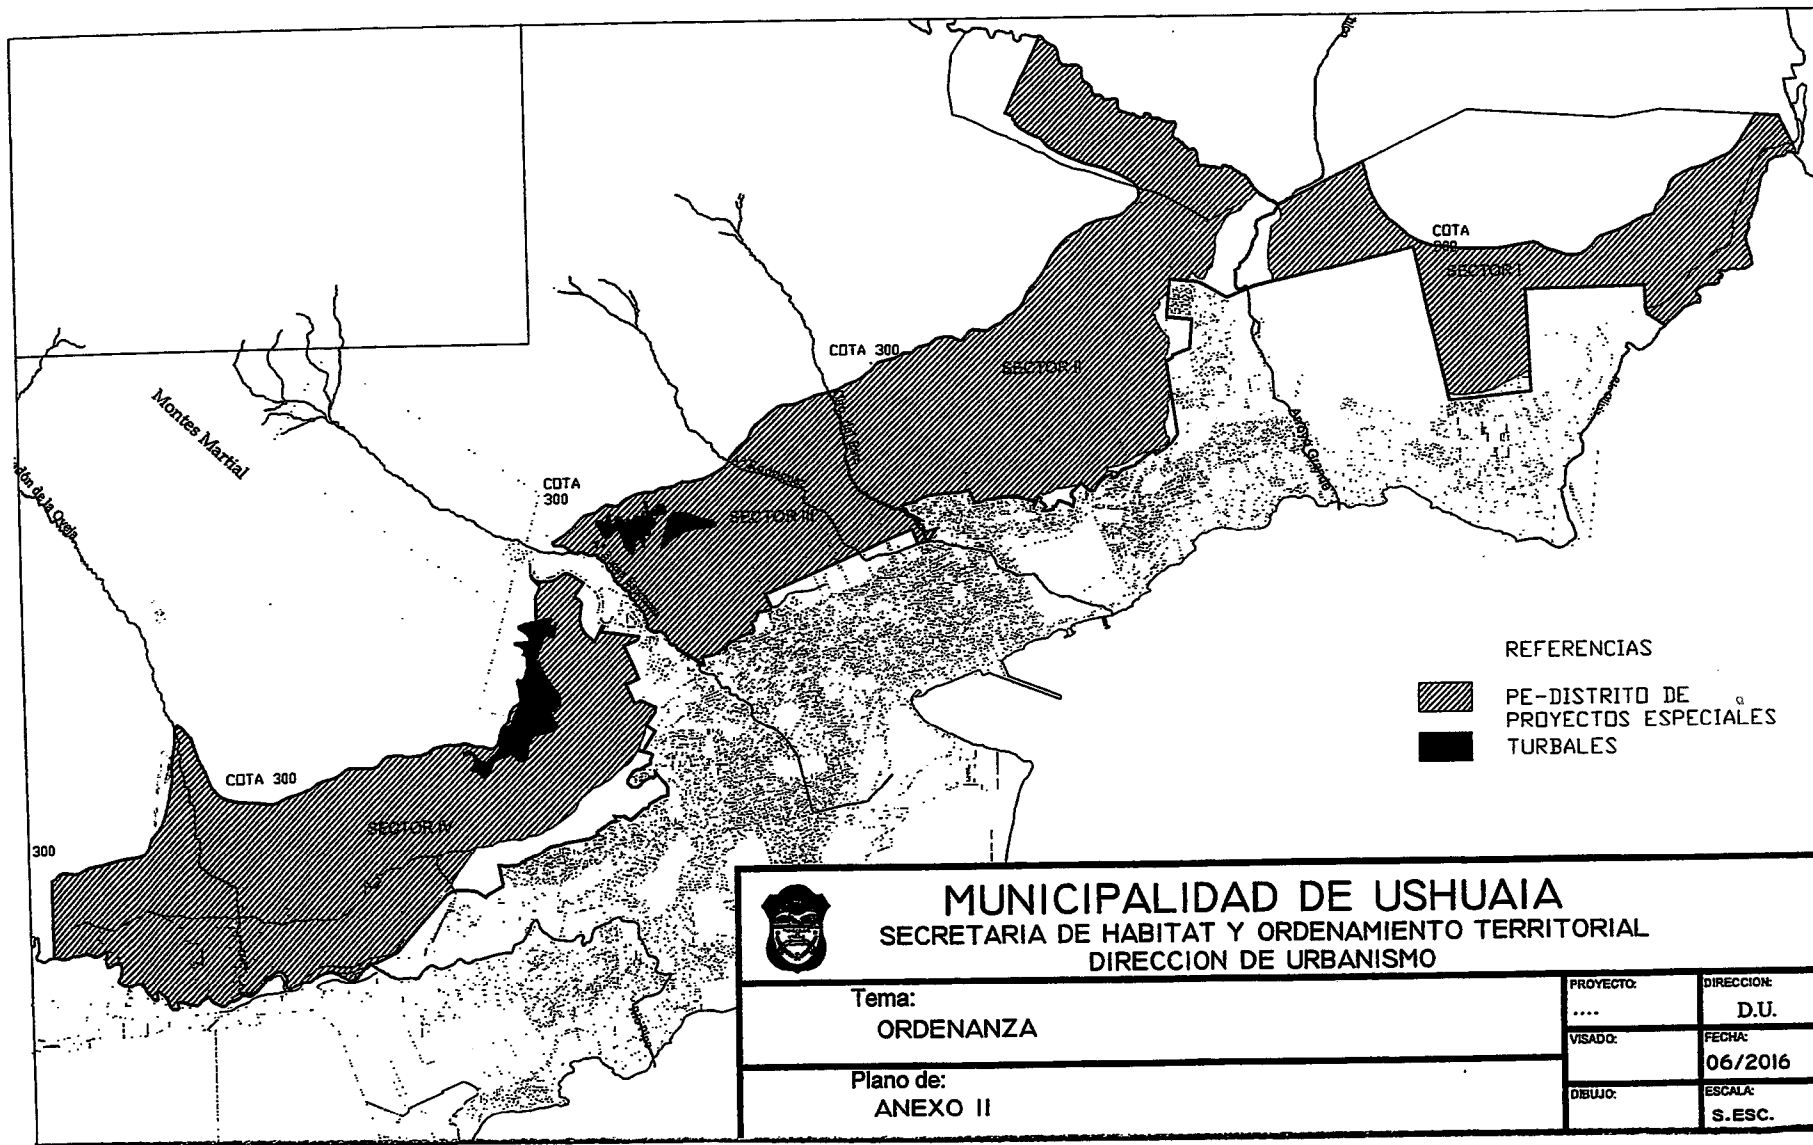 COTA
300
SECTOR I
COTA 300
SECTOR II
Montes Martial
COTA
300
SECTOR III
Arroyo Grande
COTA 300
SECTOR IV
300
REFERENCIAS
PE-DISTRITO DE
PROYECTOS ESPECIALES
TURBALES
MUNICIPALIDAD DE USHUAIA
SECRETARIA DE HABITAT Y ORDENAMIENTO TERRITORIAL
DIRECCION DE URBANISMO
Tema:
ORDENANZA
Plano de:
ANEXO II
PROYECTO:
....
DIRECCION:
D.U.
VISADO:
FECHA:
06/2016
DIBUJO:
ESCALA:
S.ESC.